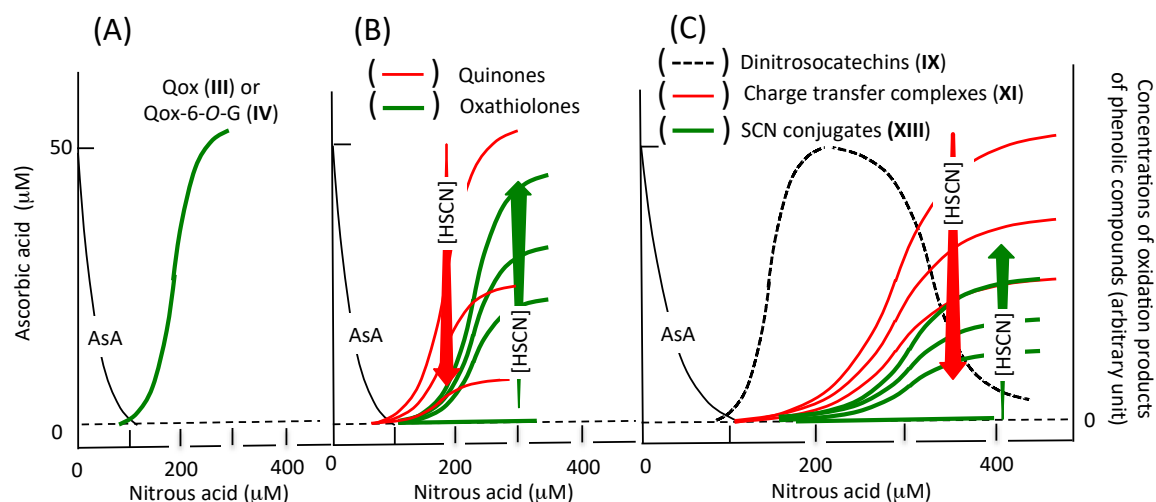 (A)
Qox (III) or
Qox-6-O-G (IV)
AsA
50
0
Ascorbic acid (μM)
0
200
400
Nitrous acid (μM)
(B)
( ) Quinones
( ) Oxathiolones
[HSCN]
[HSCN]
AsA
0
200
400
Nitrous acid (μM)
(C)
( ) Dinitrosocatechins (IX)
( ) Charge transfer complexes (XI)
( ) SCN conjugates (XIII)
[HSCN]
[HSCN]
AsA
0
200
400
Nitrous acid (μM)
0
Concentrations of oxidation products
of phenolic compounds (arbitrary unit)